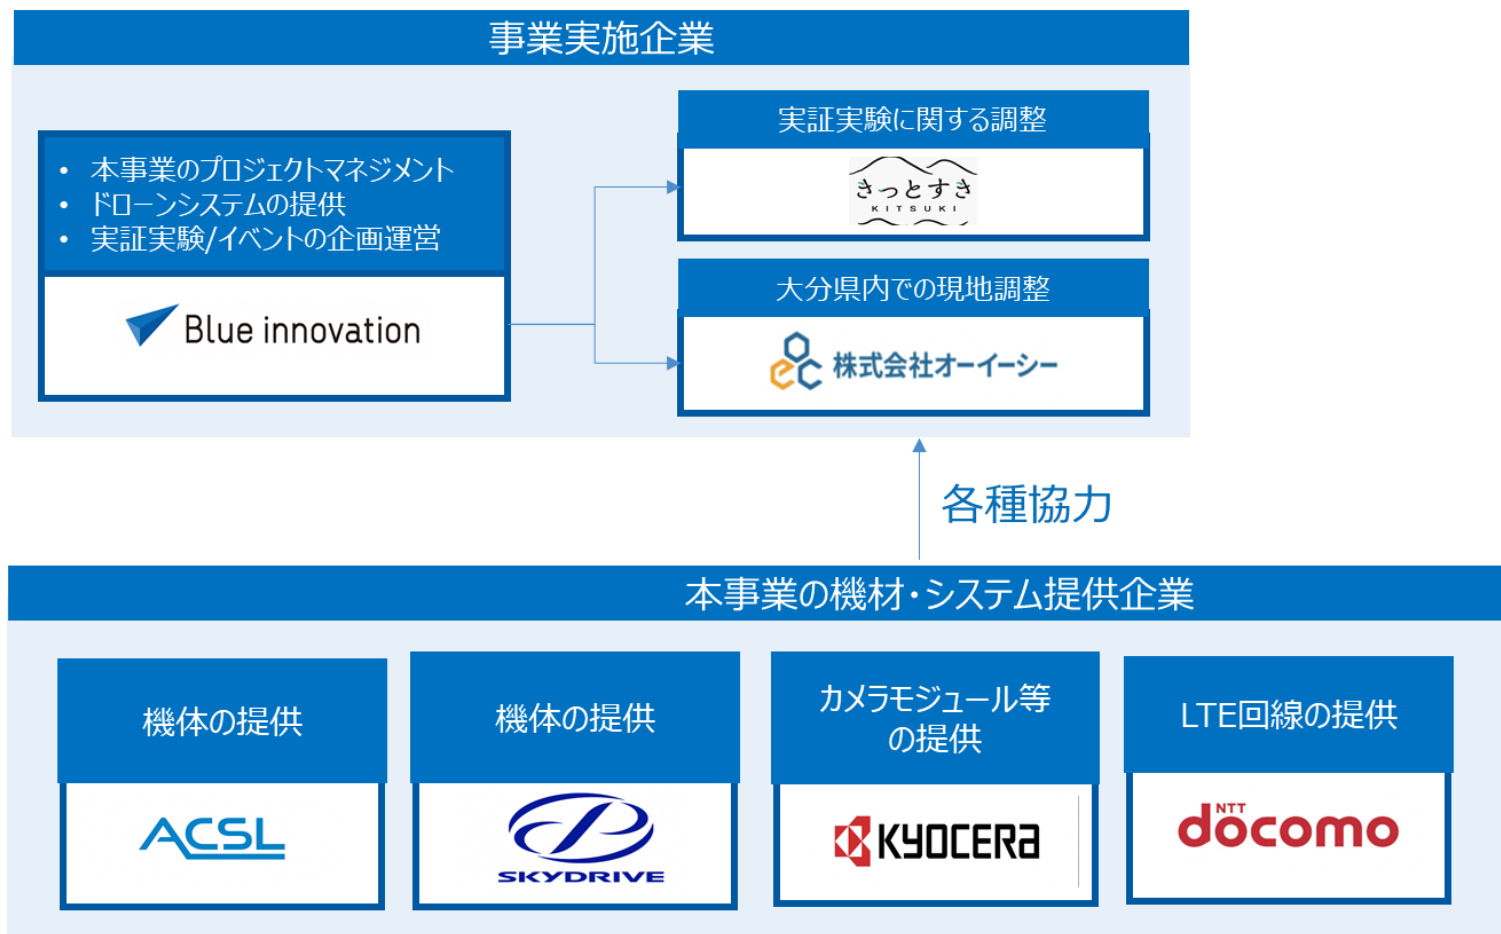 事業実施企業
• 本事業のプロジェクトマネジメント
• ドローンシステムの提供
• 実証実験/イベントの企画運営
Blue innovation
実証実験に関する調整
きっとすき
KITSUKI
大分県内での現地調整
oec 株式会社オーイーシー
各種協力
本事業の機材・システム提供企業
機体の提供
ACSL
機体の提供
SKYDRIVE
カメラモジュール等
の提供
KYOCERA
LTE回線の提供
NTT
docomo